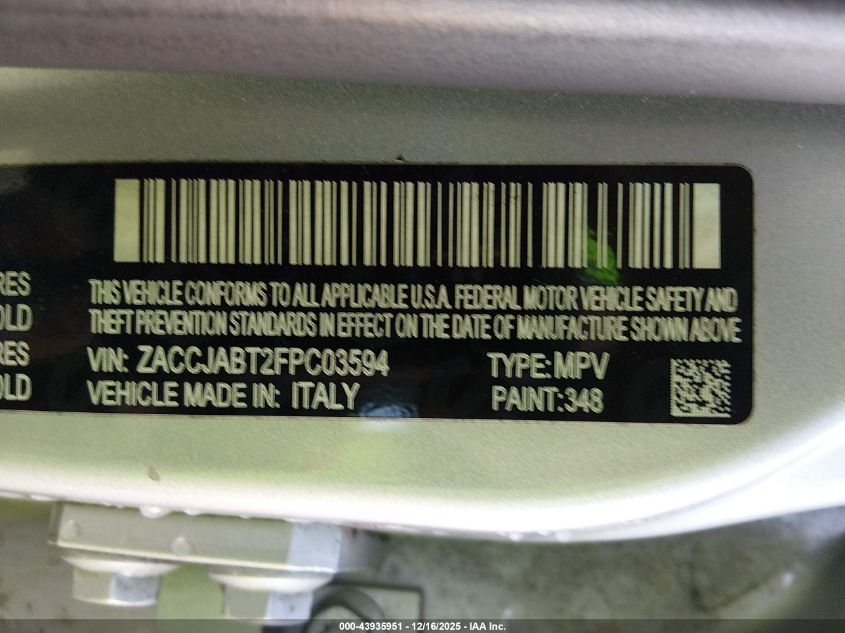 THIS VEHICLE CONFORMS TO ALL APPLICABLE U.S.A. FEDERAL MOTOR VEHICLE SAFETY AND
THEFT PREVENTION STANDARDS IN EFFECT ON THE DATE OF MANUFACTURE SHOWN ABOVE
RES
OLD
RES
OLD
VIN: ZACCJABT2FPC03594 TYPE: MPV
VEHICLE MADE IN: ITALY PAINT: 348
000-43935951 - 12/16/2025 - IAA Inc.